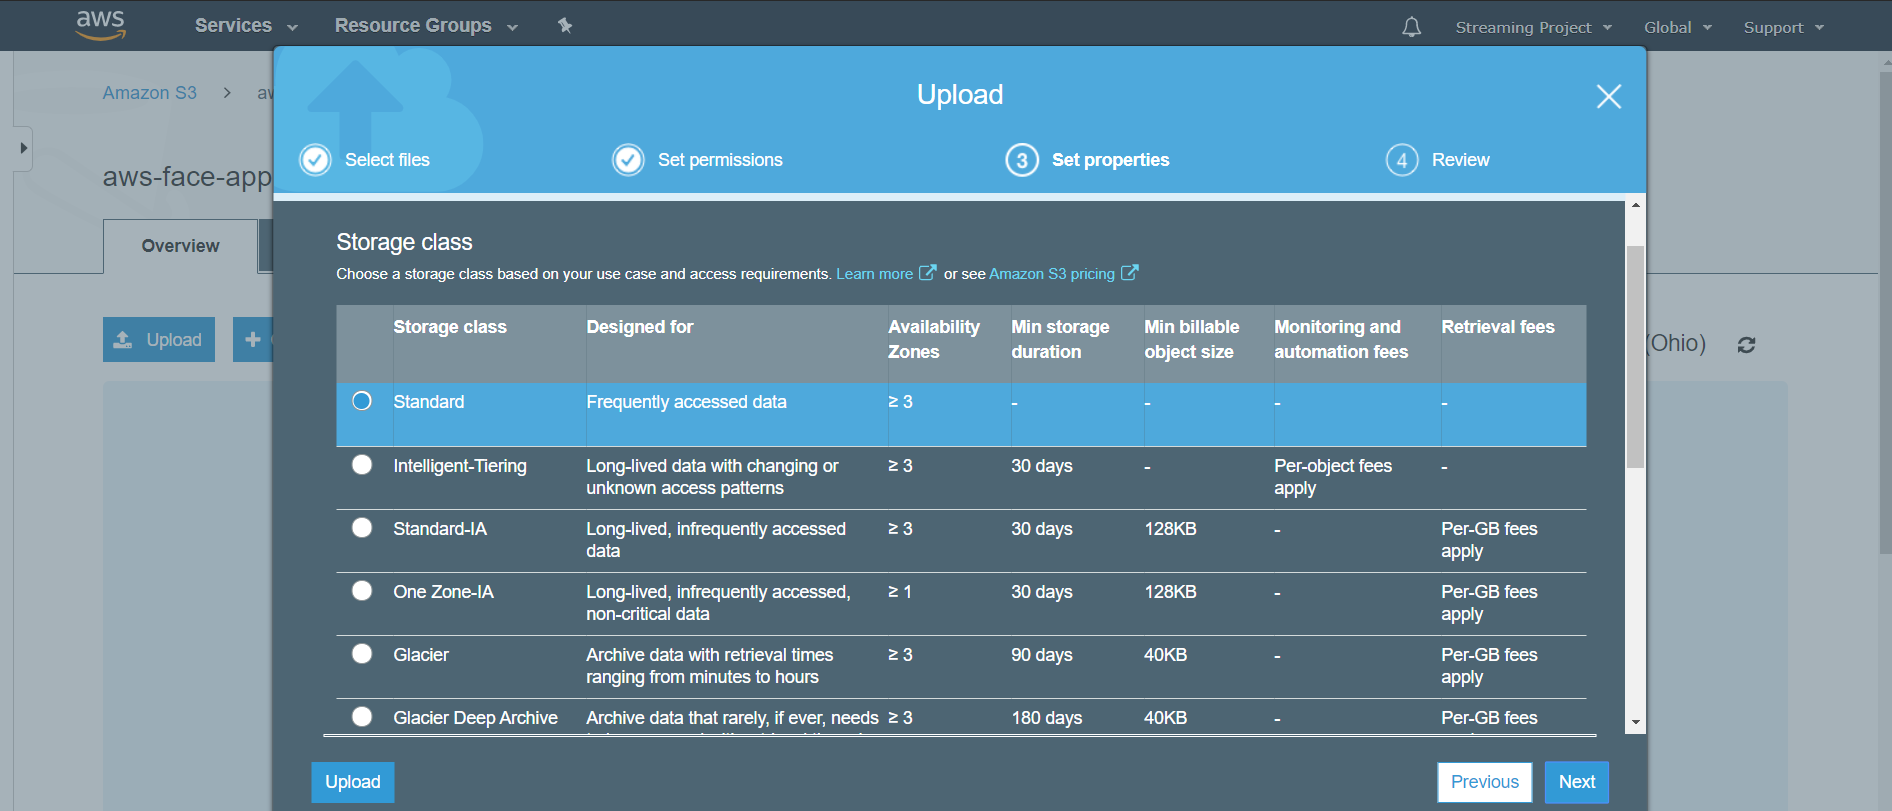 aws
Services
Resource Groups
Streaming Project
Global
Support
Amazon S3 > 
aws-face-app
Overview
Upload
(Ohio)
Upload
Select files
Set permissions
3 Set properties
4 Review
Storage class
Choose a storage class based on your use case and access requirements. Learn more or see Amazon S3 pricing
Storage class Designed for Availability Zones Min storage duration Min billable object size Monitoring and automation fees Retrieval fees
Standard Frequently accessed data ≥ 3 - - - -
Intelligent-Tiering Long-lived data with changing or unknown access patterns ≥ 3 30 days - Per-object fees apply -
Standard-IA Long-lived, infrequently accessed data ≥ 3 30 days 128KB - Per-GB fees apply
One Zone-IA Long-lived, infrequently accessed, non-critical data ≥ 1 30 days 128KB - Per-GB fees apply
Glacier Archive data with retrieval times ranging from minutes to hours ≥ 3 90 days 40KB - Per-GB fees apply
Glacier Deep Archive Archive data that rarely, if ever, needs ≥ 3 180 days 40KB - Per-GB fees
Upload
Previous
Next